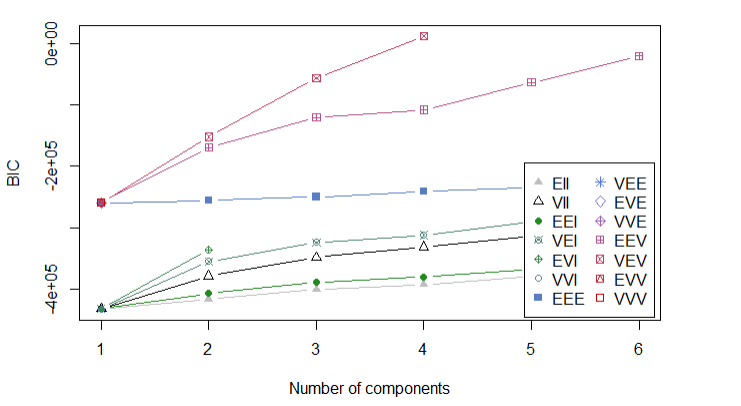 BIC
0e+00
-2e+05
-4e+05
EII VEE
VII EVE
EEI VVE
VEI EEV
EVI VEV
VVI EVV
EEE VVV
1 2 3 4 5 6
Number of components